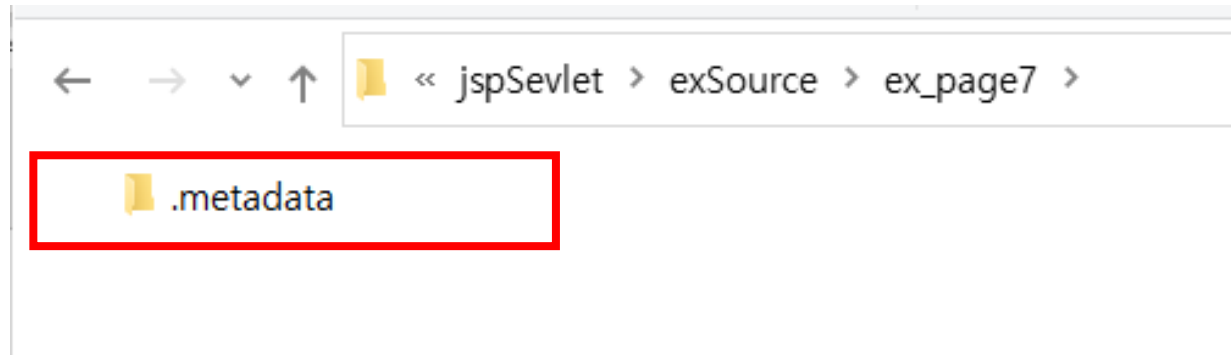 « jspSevlet > exSource > ex_page7 >
.metadata